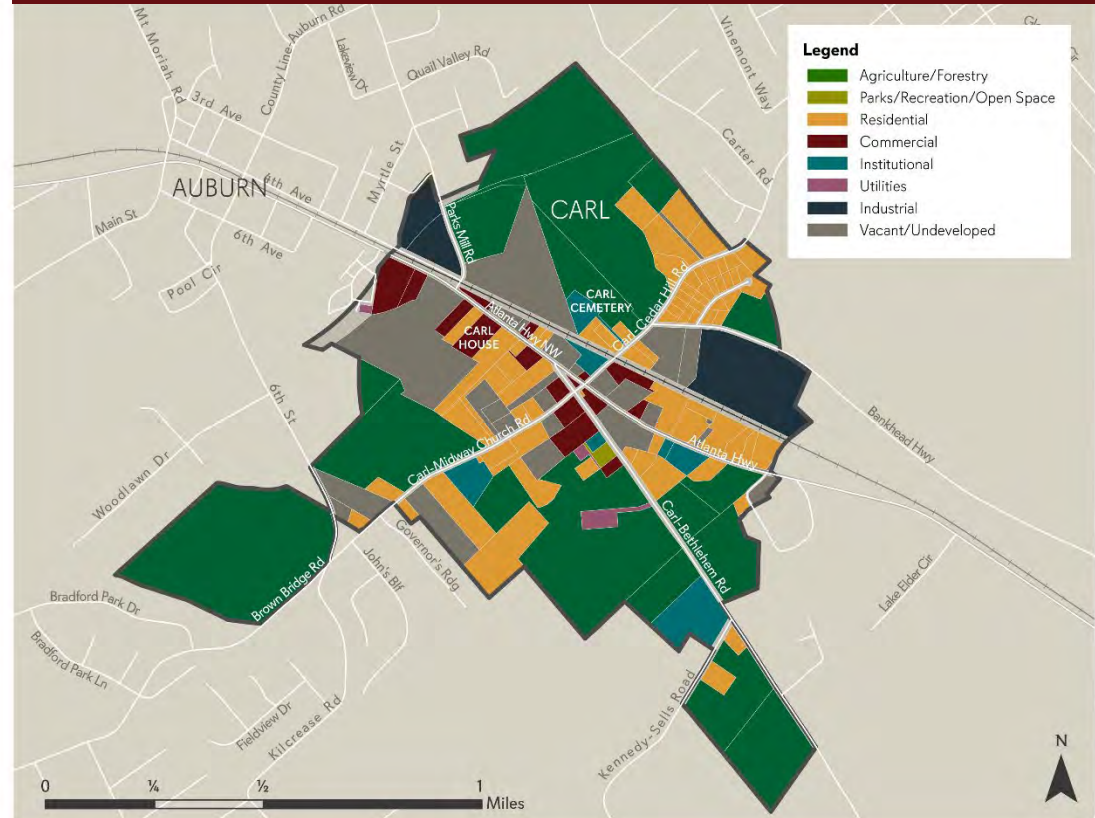 Legend
Agriculture/Forestry
Parks/Recreation/Open Space
Residential
Commercial
Institutional
Utilities
Industrial
Vacant/Undeveloped
Mt Moriah Rd
County Line-Auburn Rd
Lakeview Dr
Quail Valley Rd
Vinemont Way
3rd Ave
Carter Rd
Myrtle St
AUBURN
4th Ave
Main St
6th Ave
Pool Cir
Parks Mill Rd
CARL
Carl-Cedar Hill Rd
CARL
CEMETERY
Atlanta Hwy NW
CARL
HOUSE
6th St
Carl-Midway Church Rd
Atlanta Hwy
Bankhead Hwy
Woodlawn Dr
Carl-Bethlehem Rd
Governor's Rdg
John's Blf
Brown Bridge Rd
Lake Elder Cir
Bradford Park Dr
Bradford Park Ln
Fieldview Dr
Kilcrease Rd
Kennedy-Sells Road
N
0 ¼ ½ 1
Miles